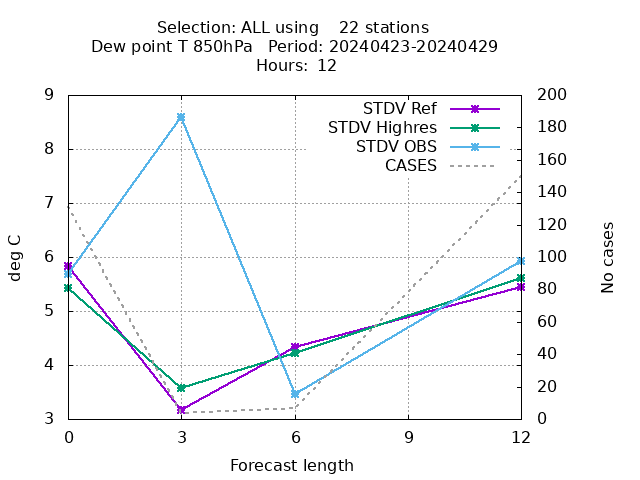 Selection: ALL using    22 stations
Dew point T 850hPa   Period: 20240423-20240429
Hours: 12
STDV Ref
STDV Highres
STDV OBS
CASES
9
8
7
6
5
4
3
200
180
160
140
120
100
80
60
40
20
0
deg C
No cases
0 3 6 9 12
Forecast length